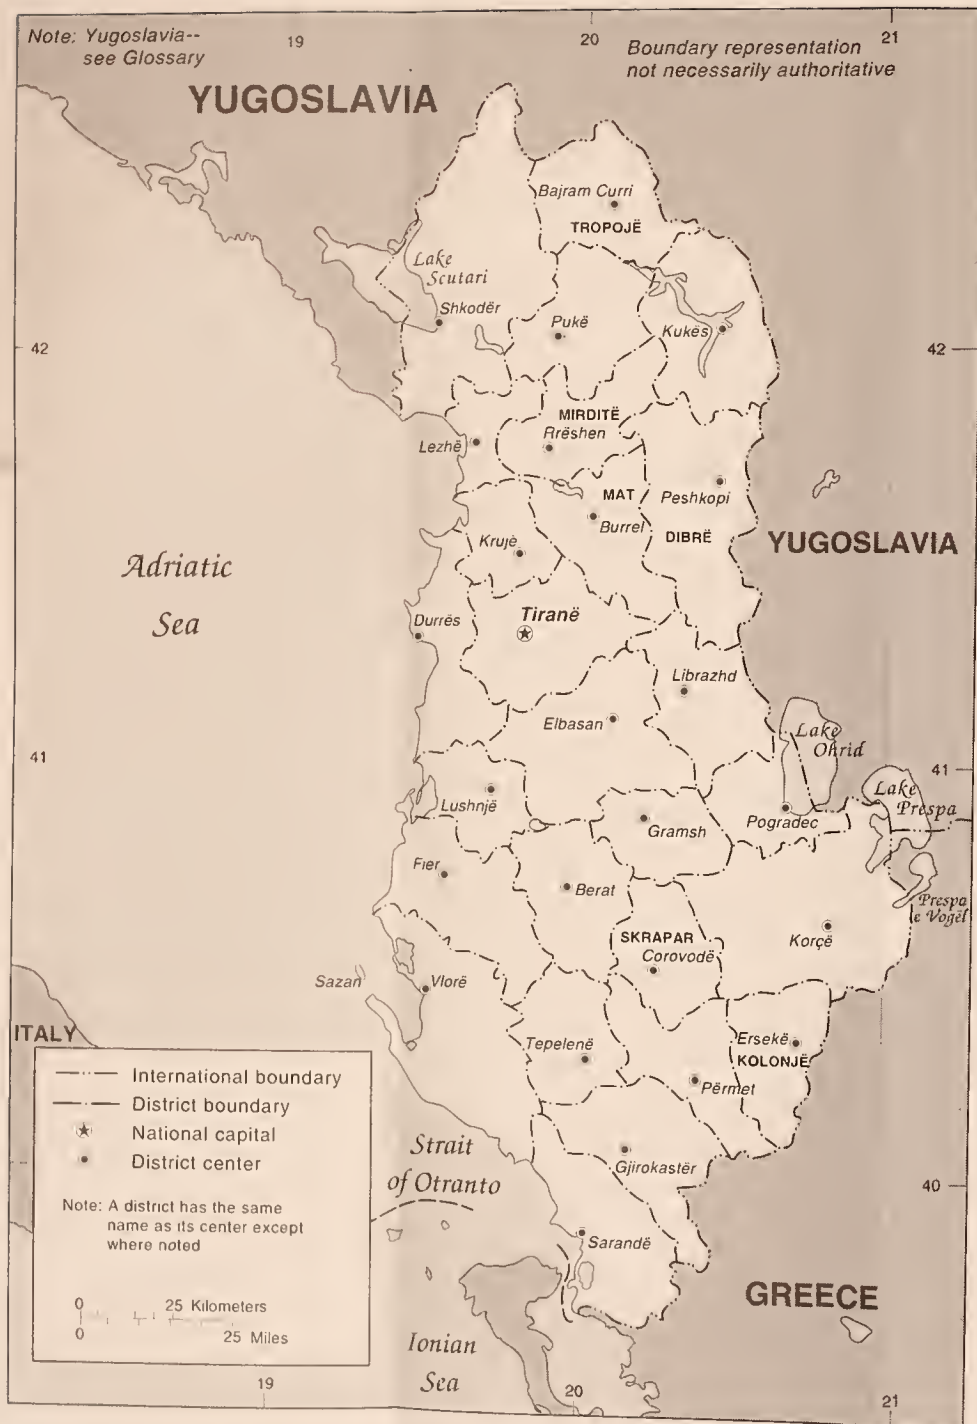 Note: Yugoslavia--
see Glossary
19
20
21
Boundary representation
not necessarily authoritative
YUGOSLAVIA
Bajram Curri
TROPOJË
Lake
Scutari
Shkodër
Pukë
Kukës
42
42
MIRDITË
Rrëshen
Lezhë
MAT
Peshkopi
Burrel
DIBRË
YUGOSLAVIA
Krujë
Adriatic
Sea
Durrës
Tiranë
Librazhd
Elbasan
Lake
Ohrid
41
41
Lake
Prespa
Lushnjë
Gramsh
Pogradec
Fier
Berat
Prespa
e Vogël
SKRAPAR
Corovodë
Korçë
Sazan
Vlorë
ITALY
Tepelenë
Ersekë
KOLONJË
Përmet
International boundary
District boundary
National capital
District center
Note: A district has the same
name as its center except
where noted
0 25 Kilometers
0 25 Miles
Strait
of Otranto
Gjirokastër
40
Sarandë
GREECE
Ionian
Sea
19
20
21